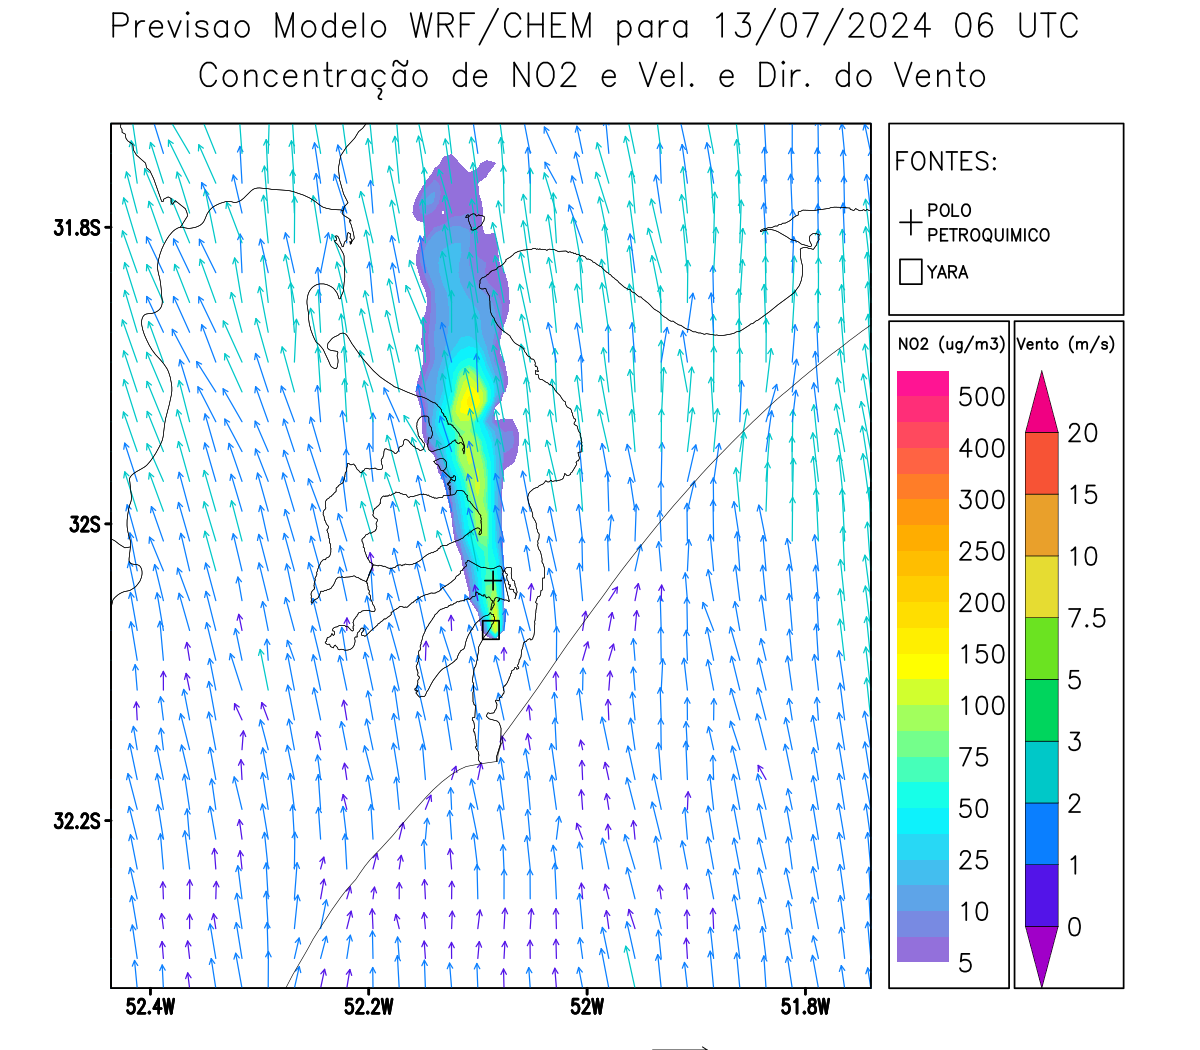 Previsao Modelo WRF/CHEM para 13/07/2024 06 UTC
Concentração de NO2 e Vel. e Dir. do Vento
FONTES:
POLO
PETROQUIMICO
YARA
NO2 (ug/m3)
500
400
300
250
200
150
100
75
50
25
10
5
Vento (m/s)
20
15
10
7.5
5
3
2
1
0
31.8S
32S
32.2S
52.4W
52.2W
52W
51.8W